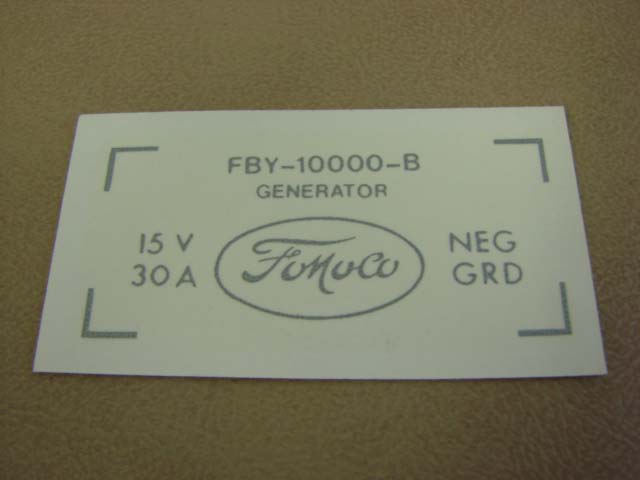 FBY-10000-B
GENERATOR
15 V
30 A
FoMoCo
NEG
GRD